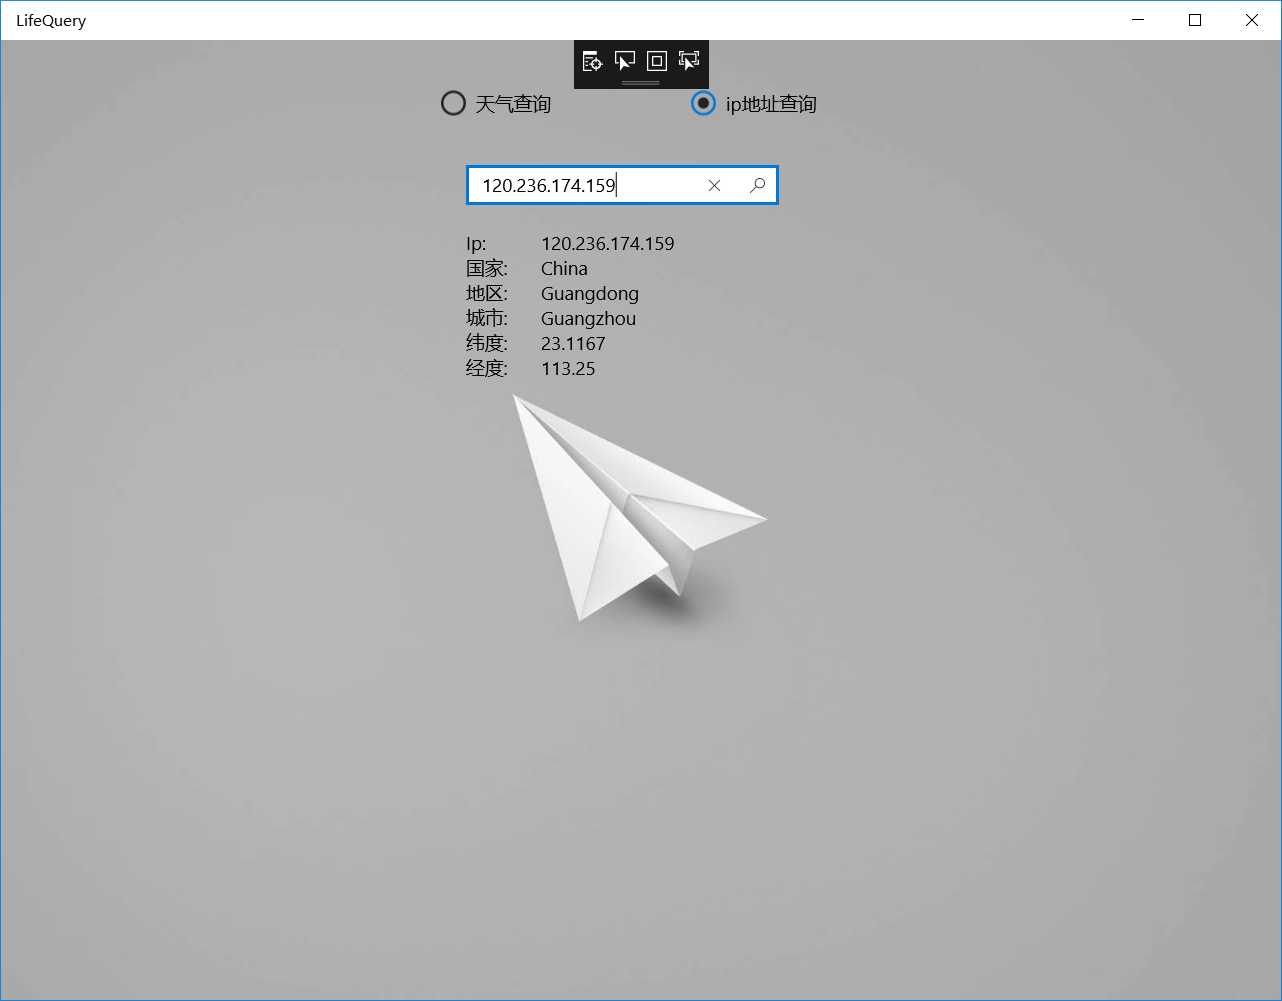 LifeQuery
天气查询 ip地址查询
120.236.174.159
Ip: 120.236.174.159
国家: China
地区: Guangdong
城市: Guangzhou
纬度: 23.1167
经度: 113.25